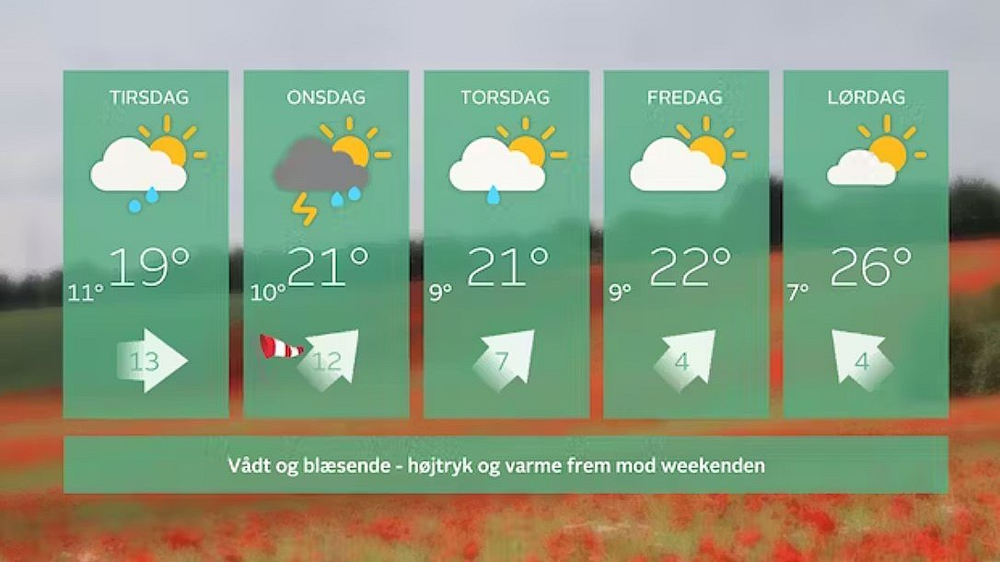 TIRSDAG
19°
11°
13
ONSDAG
21°
10°
12
TORSDAG
21°
9°
7
FREDAG
22°
9°
4
LØRDAG
26°
7°
4
Vådt og blæsende - højtryk og varme frem mod weekenden